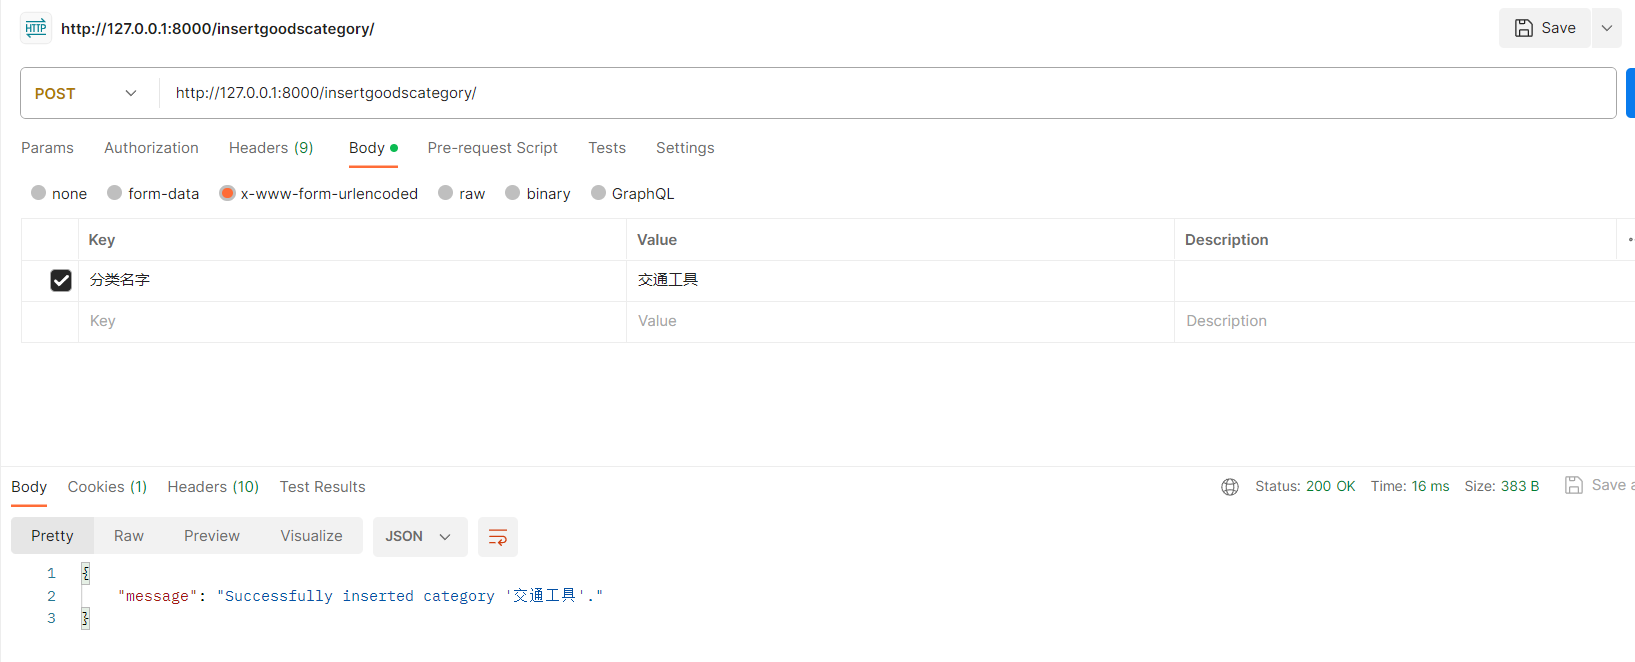 HTTP http://127.0.0.1:8000/insertgoodscategory/ Save
POST http://127.0.0.1:8000/insertgoodscategory/
Params Authorization Headers (9) Body Pre-request Script Tests Settings
none form-data x-www-form-urlencoded raw binary GraphQL
Key Value Description
分类名字 交通工具
Key Value Description
Body Cookies (1) Headers (10) Test Results Status: 200 OK Time: 16 ms Size: 383 B Save a
Pretty Raw Preview Visualize JSON
1 {
2 "message": "Successfully inserted category '交通工具'."
3 }